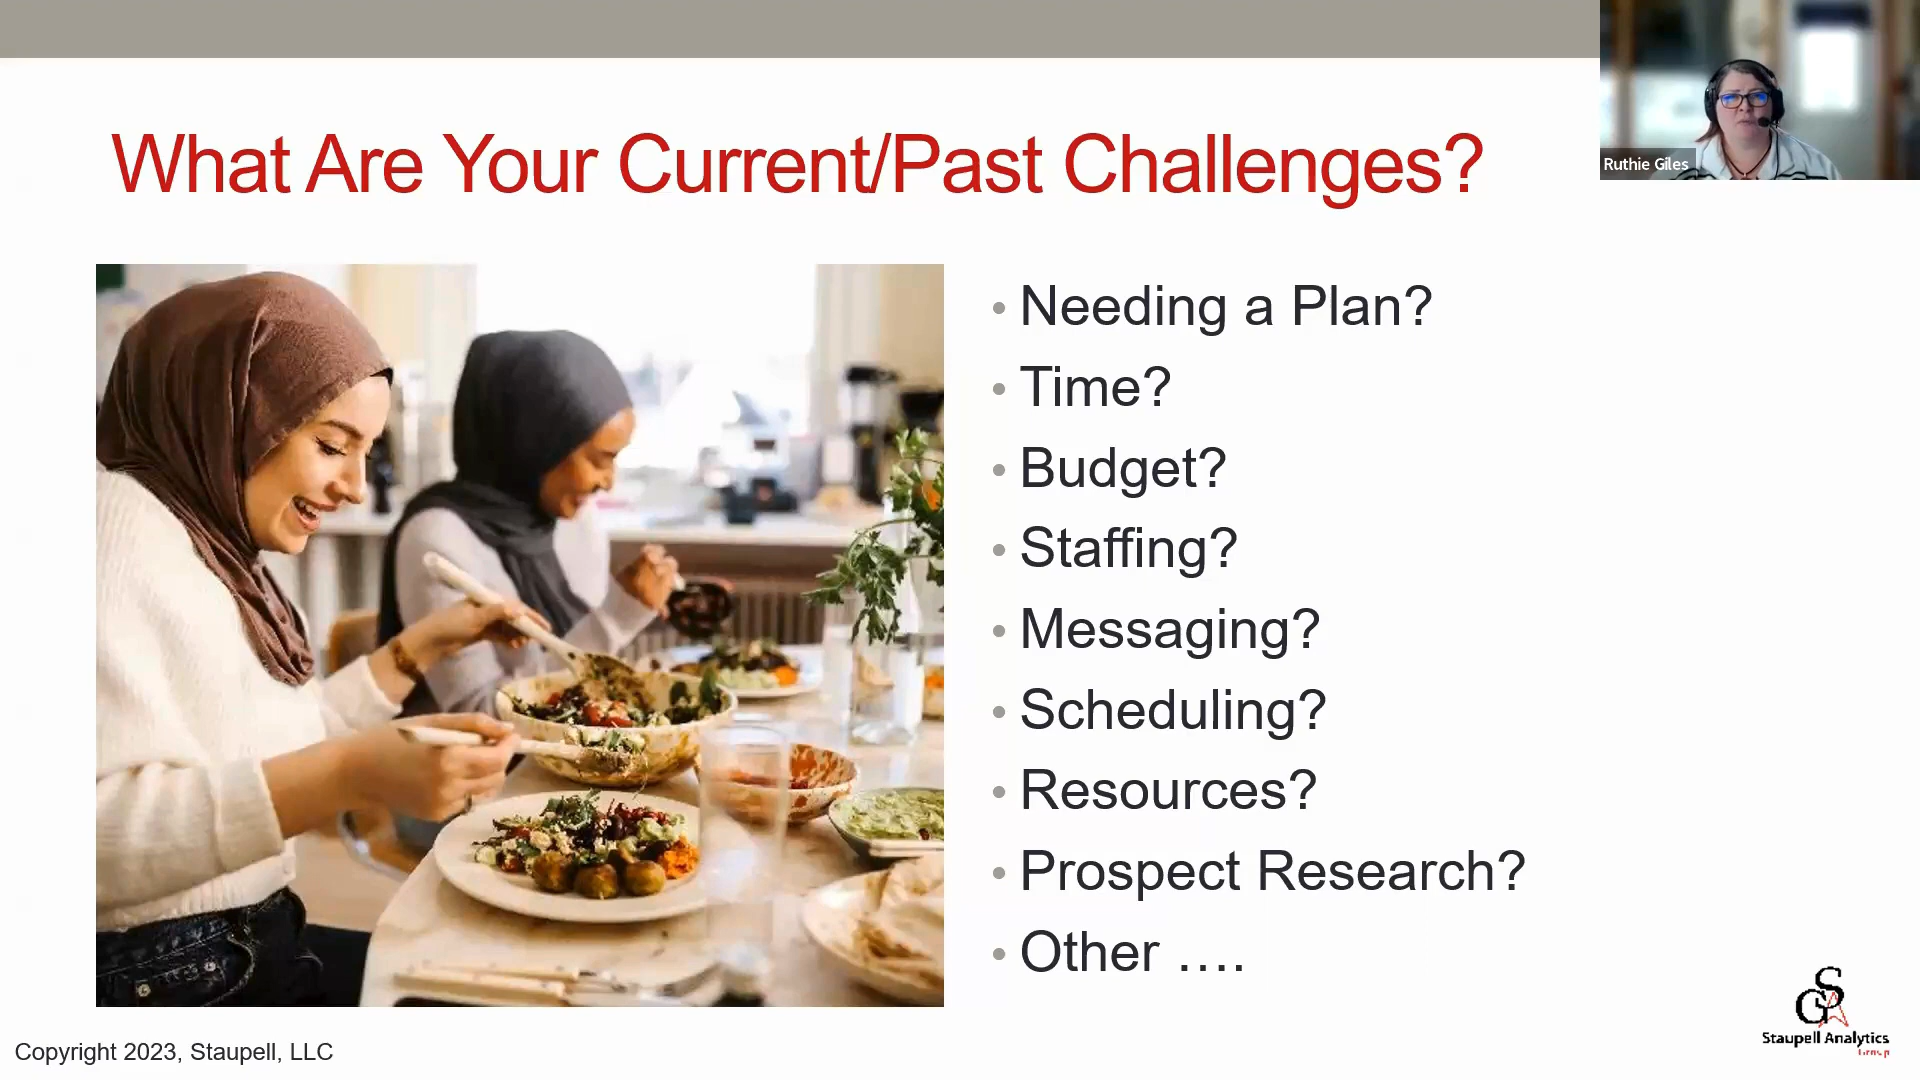 What Are Your Current/Past Challenges?
Ruthie Giles
• Needing a Plan?
• Time?
• Budget?
• Staffing?
• Messaging?
• Scheduling?
• Resources?
• Prospect Research?
• Other ….
Copyright 2023, Staupell, LLC
Staupell Analytics
Group